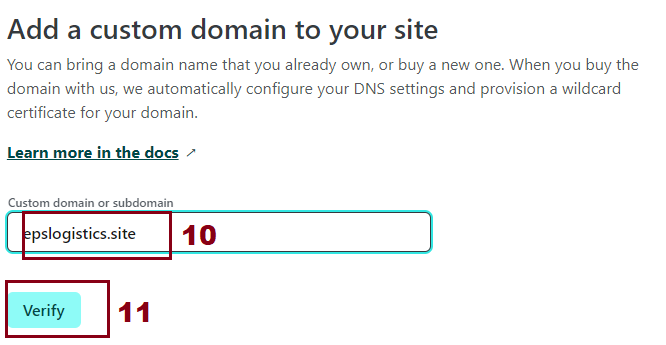 Add a custom domain to your site
You can bring a domain name that you already own, or buy a new one. When you buy the
domain with us, we automatically configure your DNS settings and provision a wildcard
certificate for your domain.
Learn more in the docs ↗
Custom domain or subdomain
epslogistics.site 10
Verify 11